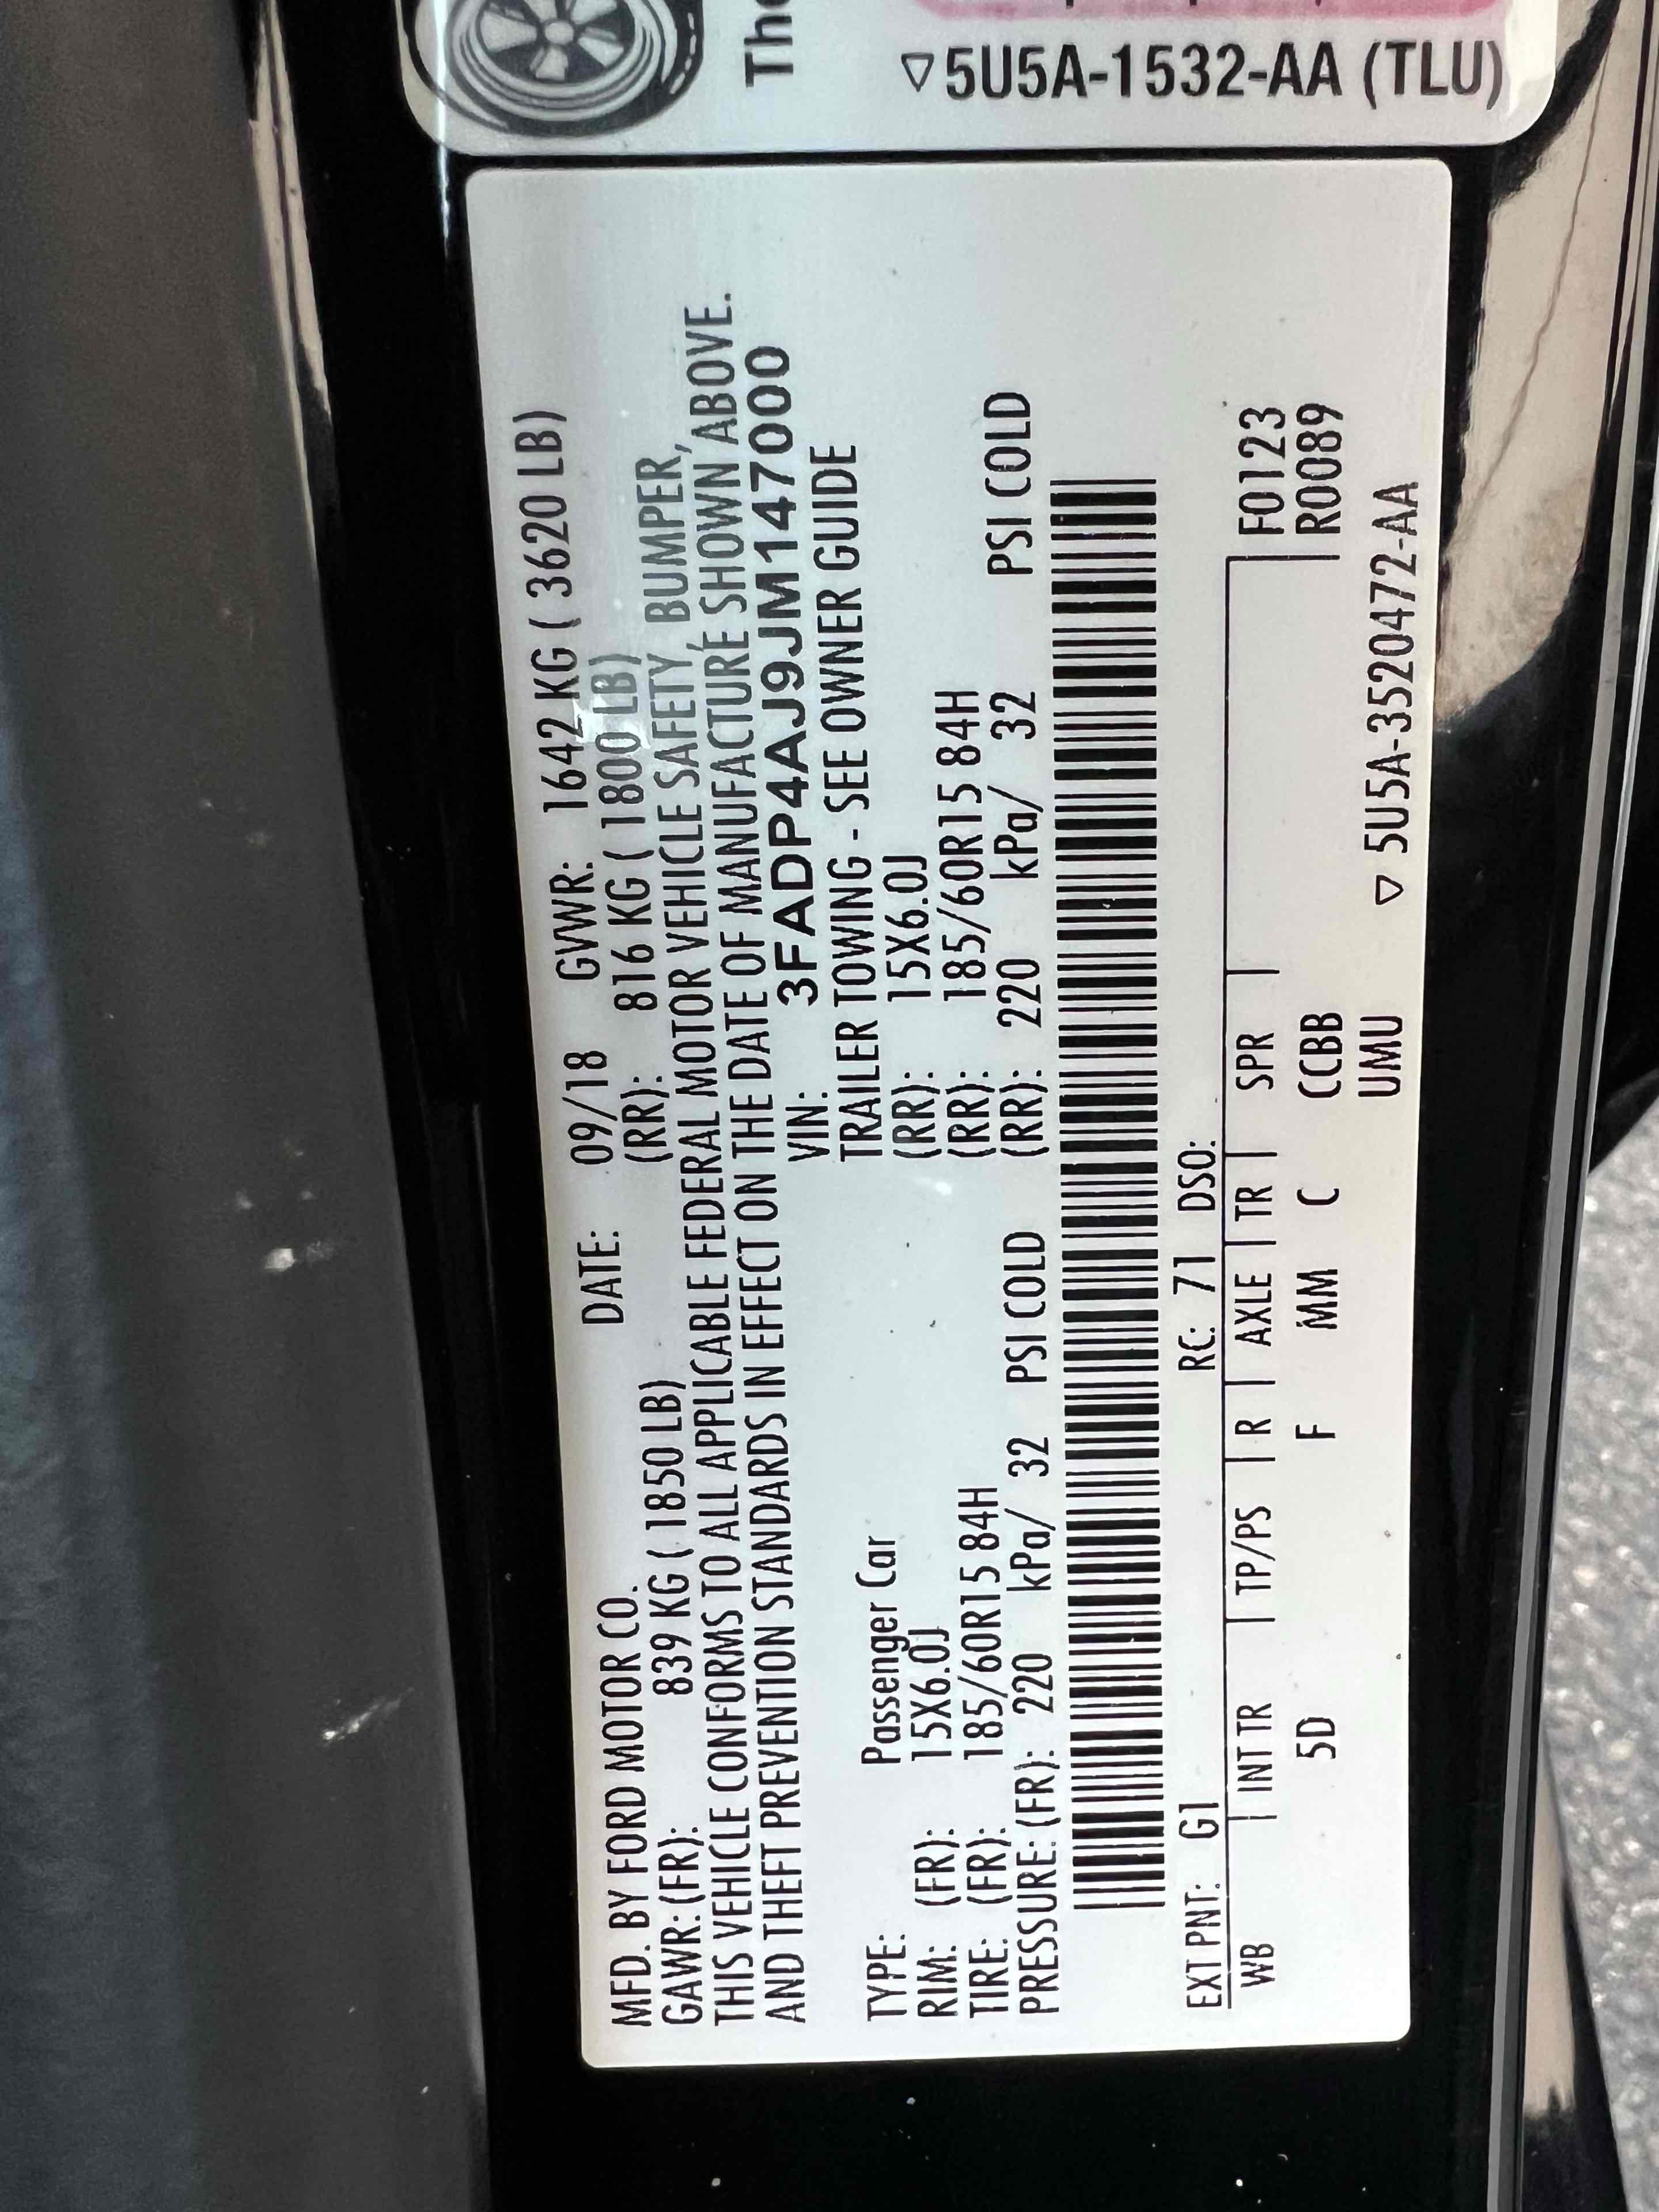 MFD. BY FORD MOTOR CO. DATE: 09/18 GVWR: 1642 KG ( 3620 LB)
GAWR: (FR): 839 KG ( 1850 LB) (RR): 816 KG ( 1800 LB)
THIS VEHICLE CONFORMS TO ALL APPLICABLE FEDERAL MOTOR VEHICLE SAFETY, BUMPER,
AND THEFT PREVENTION STANDARDS IN EFFECT ON THE DATE OF MANUFACTURE SHOWN ABOVE.
VIN: 3FADP4AJ9JM147000
TYPE: Passenger Car TRAILER TOWING - SEE OWNER GUIDE
RIM: (FR): 15X6.0J (RR): 15X6.0J
TIRE: (FR): 185/60R15 84H (RR): 185/60R15 84H
PRESSURE: (FR): 220 kPa/ 32 PSI COLD (RR): 220 kPa/ 32 PSI COLD
EXT PNT: G1 RC: 71 DSO:
WB | INT TR | TP/PS | R | AXLE | TR | SPR | F0123
5D F MM C CCBB R0089
UMU ▽ 5U5A-3520472-AA
The
▽5U5A-1532-AA (TLU)